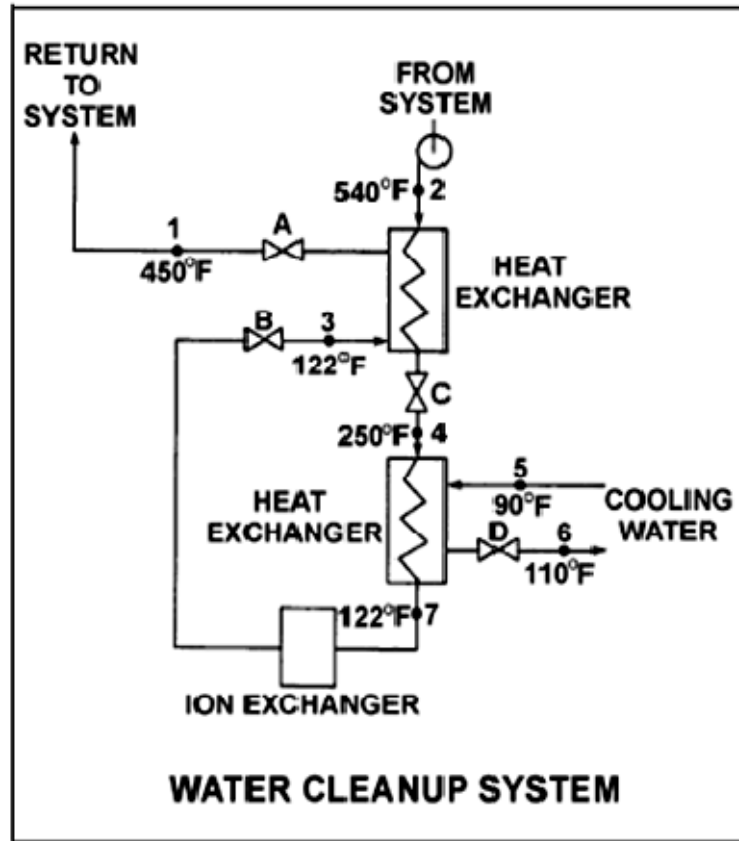 RETURN
TO
SYSTEM
FROM
SYSTEM
540°F 2
1
A
450°F
HEAT
EXCHANGER
B
3
122°F
C
250°F 4
HEAT
EXCHANGER
5
90°F
COOLING
WATER
D
6
110°F
122°F 7
ION EXCHANGER
WATER CLEANUP SYSTEM